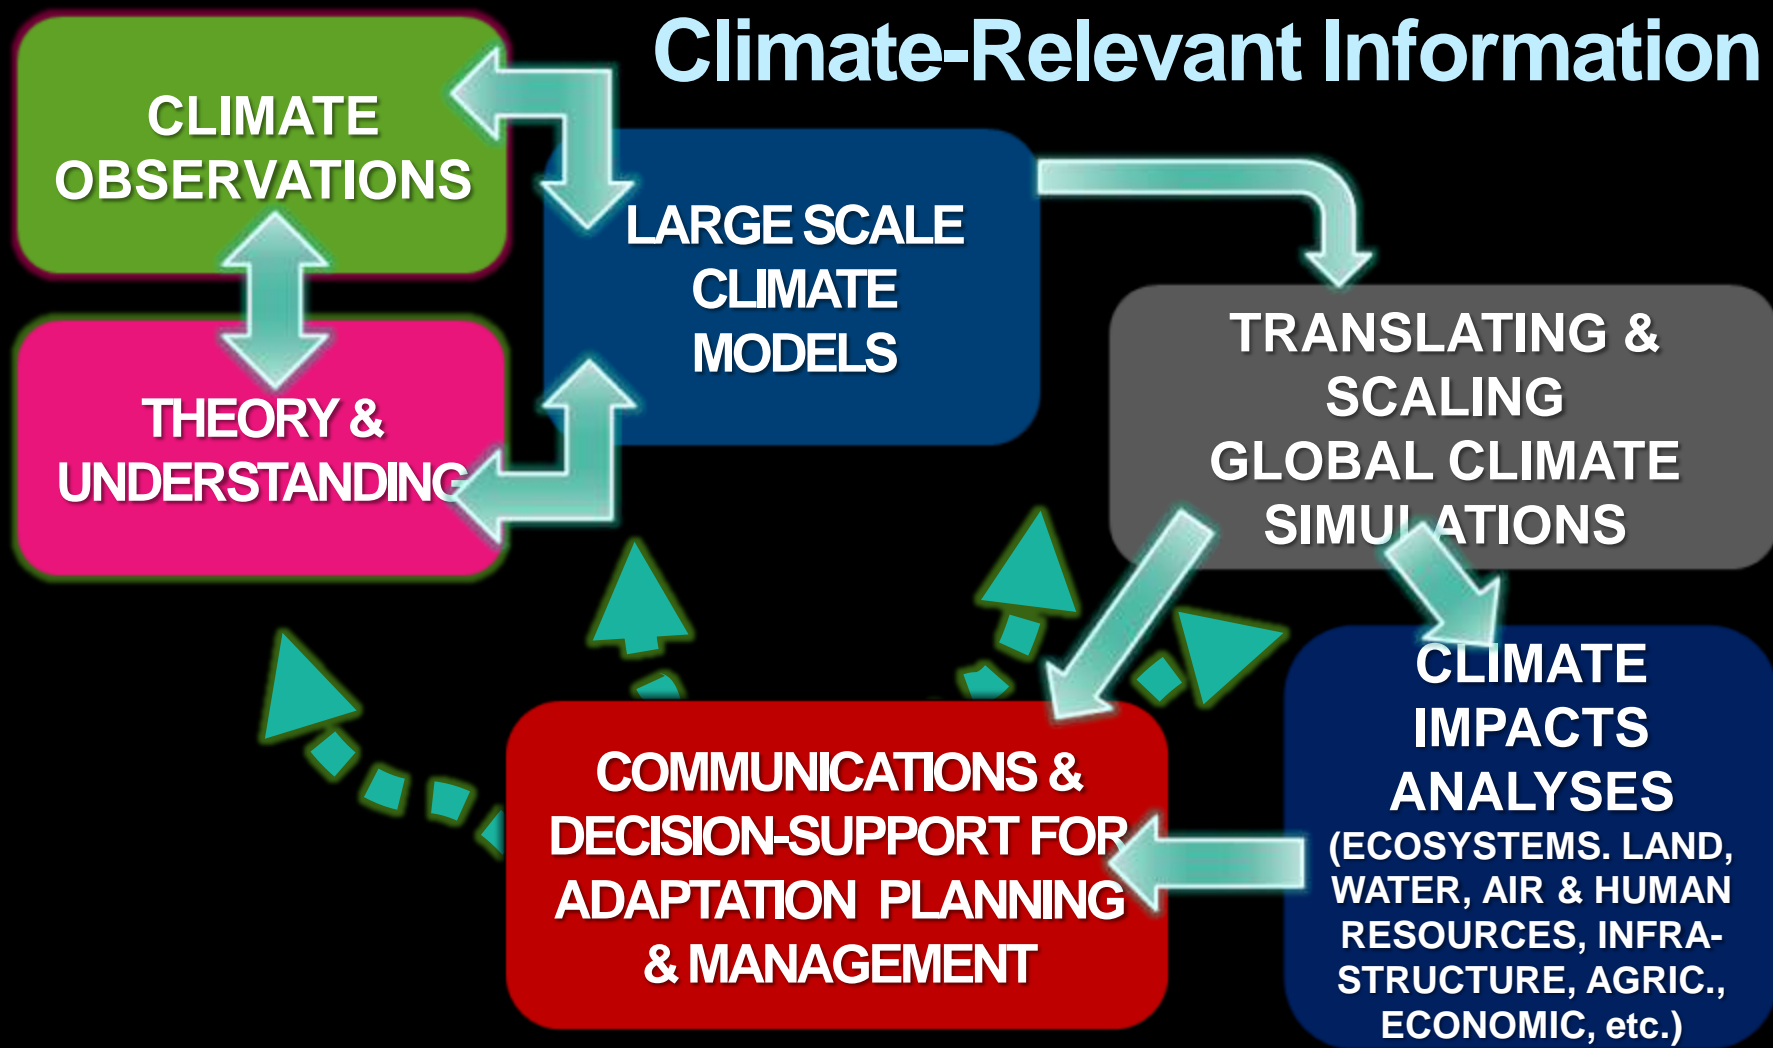 Climate-Relevant Information
CLIMATE
OBSERVATIONS
LARGE SCALE
CLIMATE
MODELS
THEORY &
UNDERSTANDING
TRANSLATING &
SCALING
GLOBAL CLIMATE
SIMULATIONS
COMMUNICATIONS &
DECISION-SUPPORT FOR
ADAPTATION PLANNING
& MANAGEMENT
CLIMATE
IMPACTS
ANALYSES
(ECOSYSTEMS. LAND,
WATER, AIR & HUMAN
RESOURCES, INFRA-
STRUCTURE, AGRIC.,
ECONOMIC, etc.)